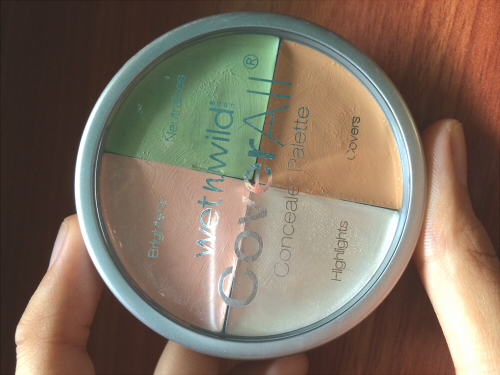 Neutralizes
Covers
wet n wild®
CoverAll®
Concealer Palette
Brightens
Highlights